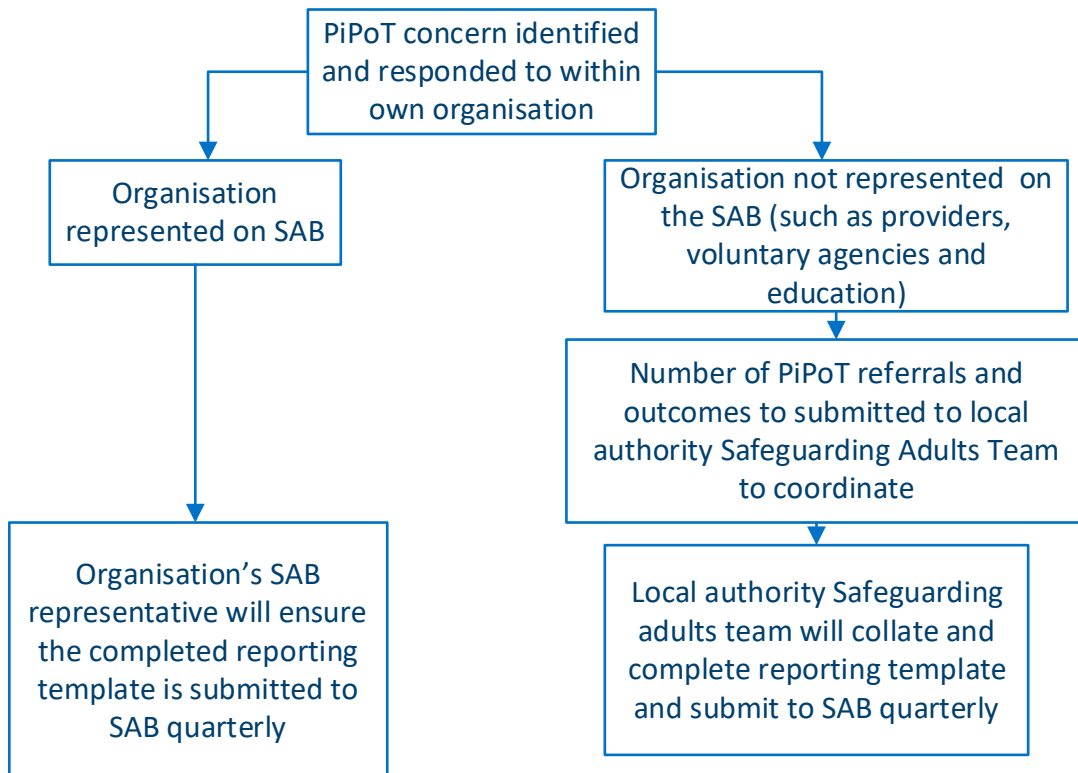 PiPoT concern identified
and responded to within
own organisation
Organisation
represented on SAB
Organisation not represented on
the SAB (such as providers,
voluntary agencies and
education)
Number of PiPoT referrals and
outcomes to submitted to local
authority Safeguarding Adults Team
to coordinate
Organisation’s SAB
representative will ensure
the completed reporting
template is submitted to
SAB quarterly
Local authority Safeguarding
adults team will collate and
complete reporting template
and submit to SAB quarterly